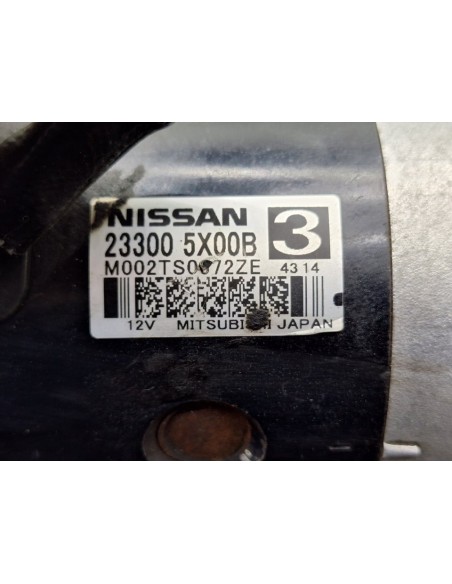 NISSAN
23300 5X00B 3
M002TS0072ZE 4314
12V MITSUBISHI JAPAN